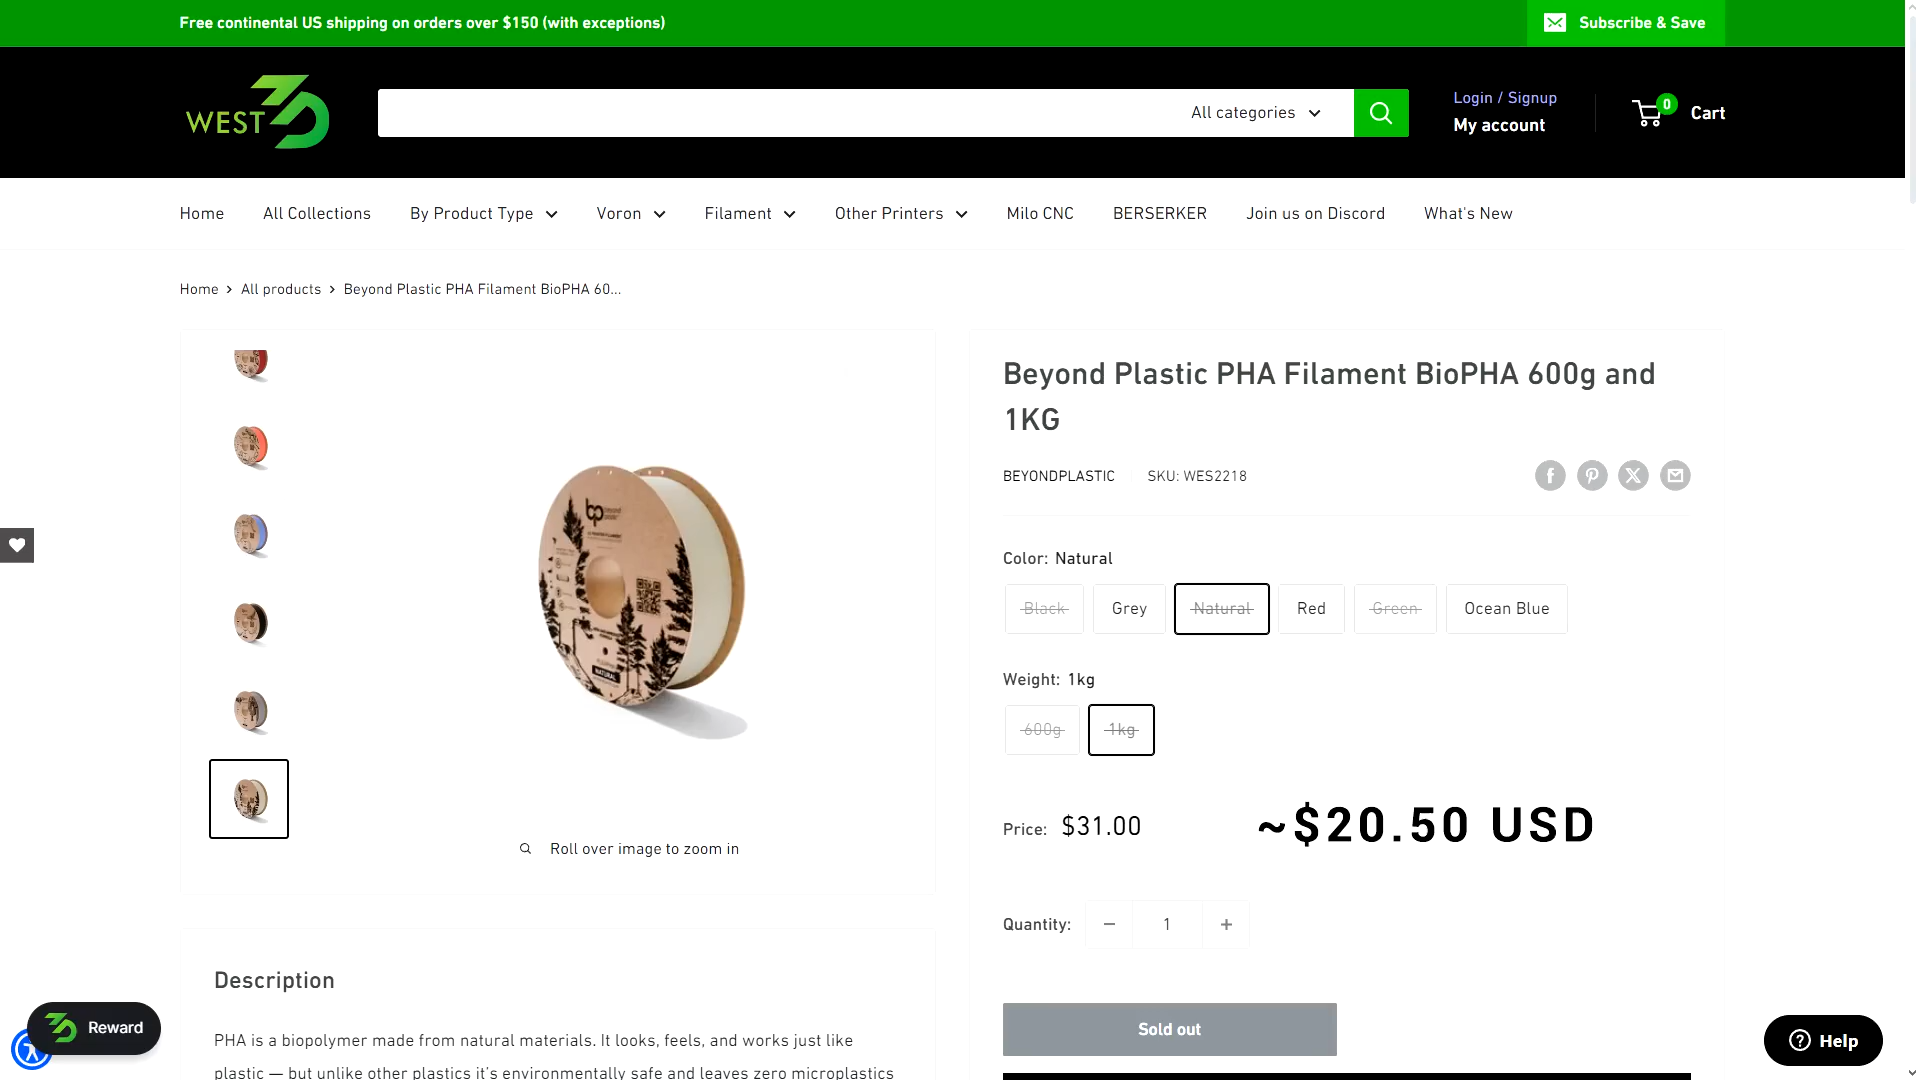 Free continental US shipping on orders over $150 (with exceptions)
Subscribe & Save
WEST3D
All categories
Login / Signup
My account
0
Cart
Home
All Collections
By Product Type
Voron
Filament
Other Printers
Milo CNC
BERSERKER
Join us on Discord
What's New
Home > All products > Beyond Plastic PHA Filament BioPHA 60...
Beyond Plastic PHA Filament BioPHA 600g and
1KG
BEYONDPLASTIC
SKU: WES2218
Color: Natural
Black
Grey
Natural
Red
Green
Ocean Blue
Weight: 1kg
600g
1kg
bp beyond plastic
NATURAL
Price: $31.00
~$20.50 USD
Roll over image to zoom in
Quantity:
1
Description
Sold out
Reward
Help
PHA is a biopolymer made from natural materials. It looks, feels, and works just like
plastic — but unlike other plastics it's environmentally safe and leaves zero microplastics